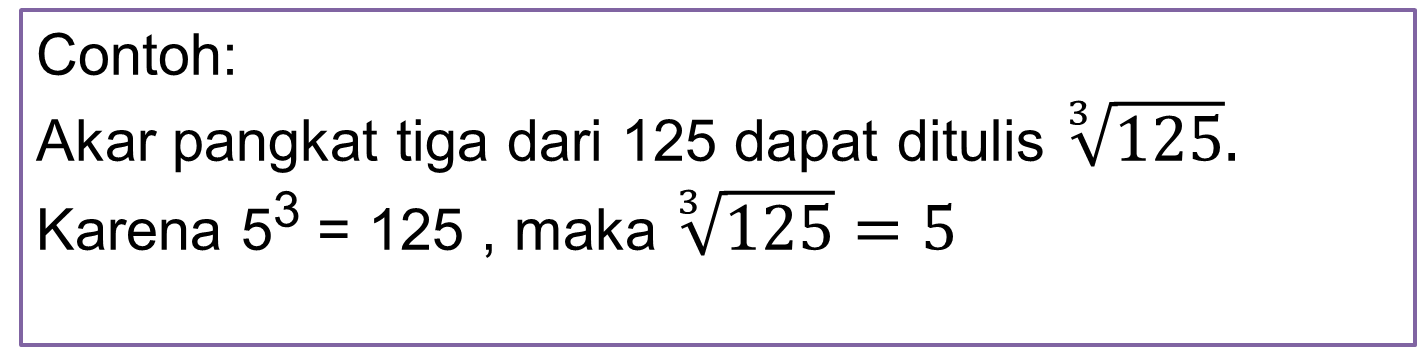 Contoh:
Akar pangkat tiga dari 125 dapat ditulis ∛125.
Karena 5³ = 125 , maka ∛125 = 5